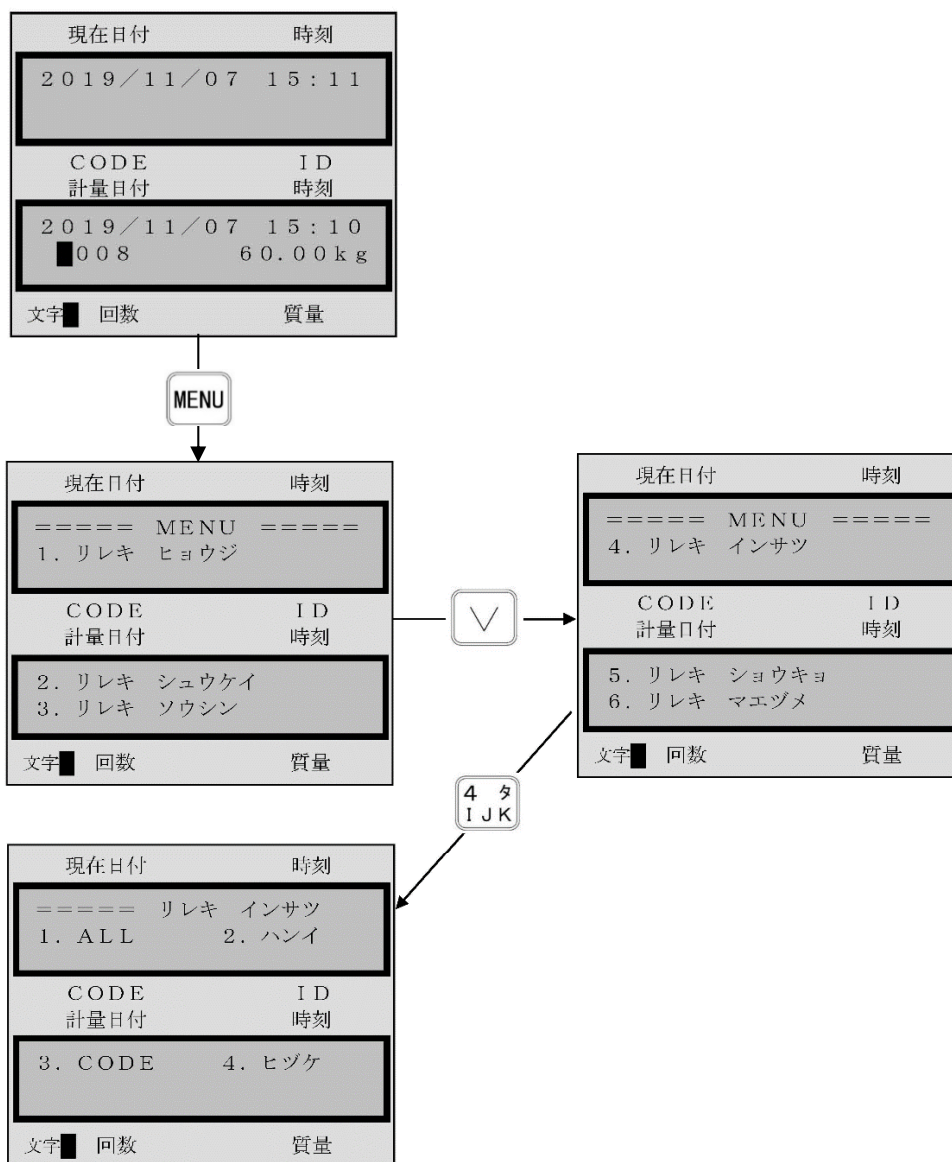 現在日付 時刻
2019/11/07 15:11
CODE ID
計量日付 時刻
2019/11/07 15:10
■008 60.00kg
文字■ 回数 質量
MENU
現在日付 時刻
===== MENU =====
1. リレキ ヒョウジ
CODE ID
計量日付 時刻
2. リレキ シュウケイ
3. リレキ ソウシン
文字■ 回数 質量
∨
現在日付 時刻
===== MENU =====
4. リレキ インサツ
CODE ID
計量日付 時刻
5. リレキ ショウキョ
6. リレキ マエヅメ
文字■ 回数 質量
4 タ
IJK
現在日付 時刻
===== リレキ インサツ
1. ALL 2. ハンイ
CODE ID
計量日付 時刻
3. CODE 4. ヒヅケ
文字■ 回数 質量